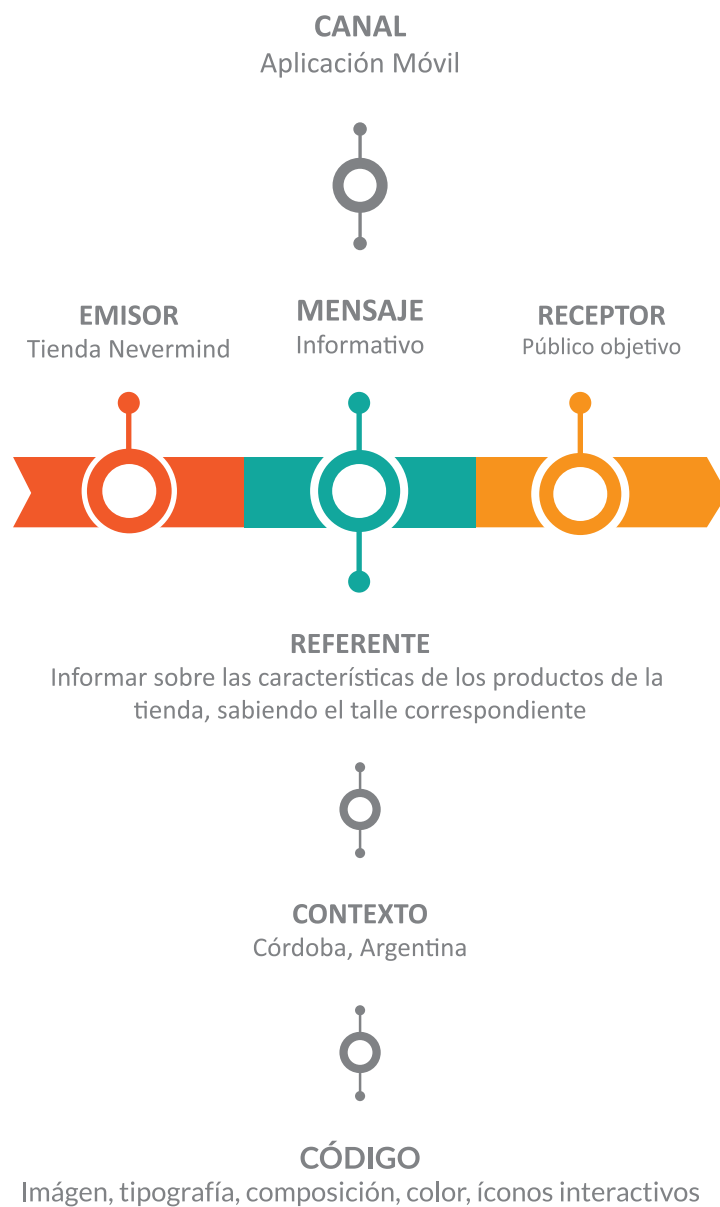 CANAL
Aplicación Móvil
EMISOR
Tienda Nevermind
MENSAJE
Informativo
RECEPTOR
Público objetivo
REFERENTE
Informar sobre las características de los productos de la
tienda, sabiendo el talle correspondiente
CONTEXTO
Córdoba, Argentina
CÓDIGO
Imágen, tipografía, composición, color, íconos interactivos